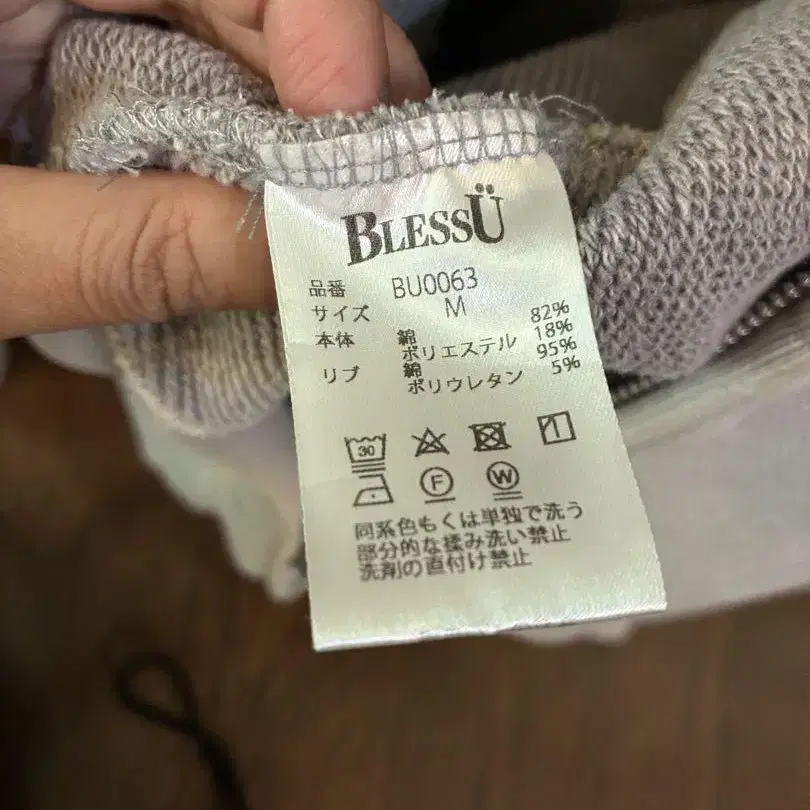 BLESSÜ
品番 BU0063
サイズ M
本体 綿 82%
ポリエステル 18%
リブ 綿 95%
ポリウレタン 5%
30
F W
同系色もくは単独で洗う
部分的な揉み洗い禁止
洗剤の直付け禁止